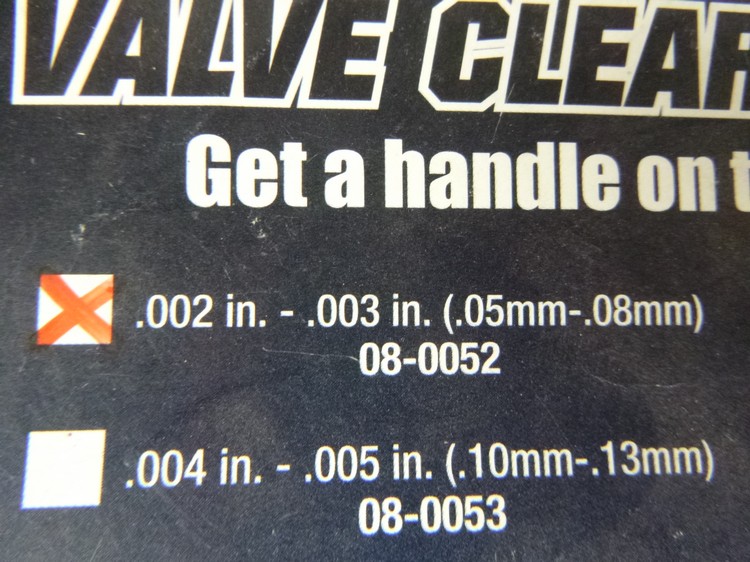 VALVE CLEAR
Get a handle on t
.002 in. - .003 in. (.05mm-.08mm)
08-0052
.004 in. - .005 in. (.10mm-.13mm)
08-0053